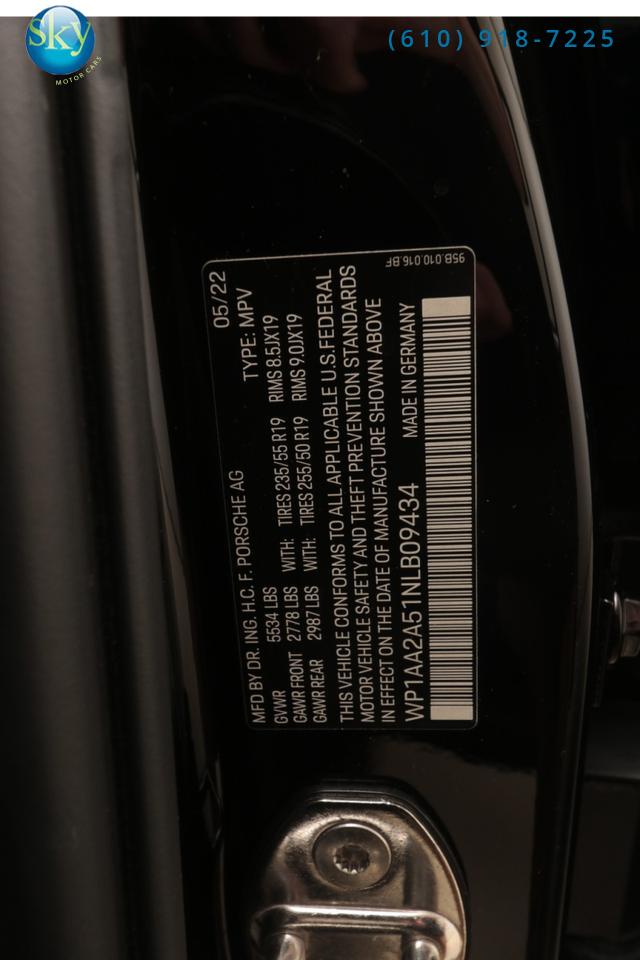 Sky
MOTOR CARS
(610) 918-7225
95B.010.016.BF
MFD BY DR. ING. H.C. F. PORSCHE AG 05/22
GVWR 5534 LBS TYPE: MPV
GAWR FRONT 2778 LBS WITH: TIRES 235/55 R19 RIMS 8.5JX19
GAWR REAR 2987 LBS WITH: TIRES 255/50 R19 RIMS 9.0JX19
THIS VEHICLE CONFORMS TO ALL APPLICABLE U.S.FEDERAL
MOTOR VEHICLE SAFETY AND THEFT PREVENTION STANDARDS
IN EFFECT ON THE DATE OF MANUFACTURE SHOWN ABOVE
WP1AA2A51NLB09434 MADE IN GERMANY